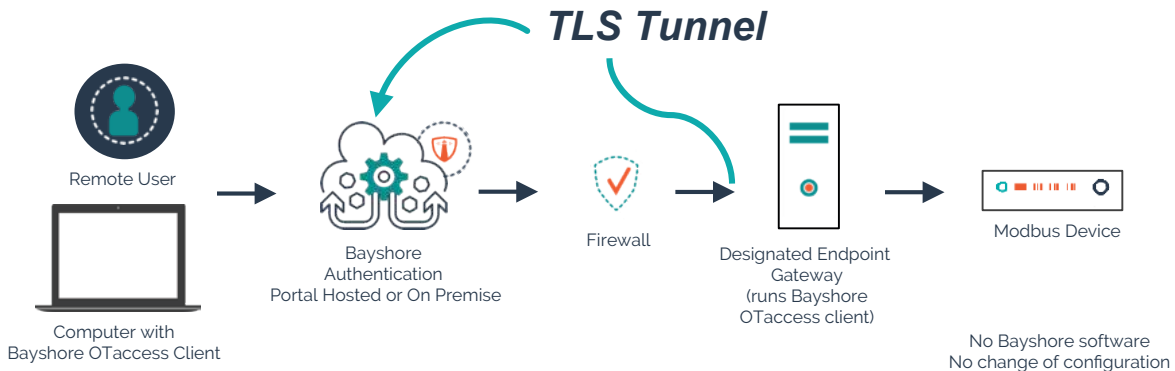 TLS Tunnel
Remote User
Computer with
Bayshore OTaccess Client
Bayshore
Authentication
Portal Hosted or On Premise
Firewall
Designated Endpoint
Gateway
(runs Bayshore
OTaccess client)
Modbus Device
No Bayshore software
No change of configuration